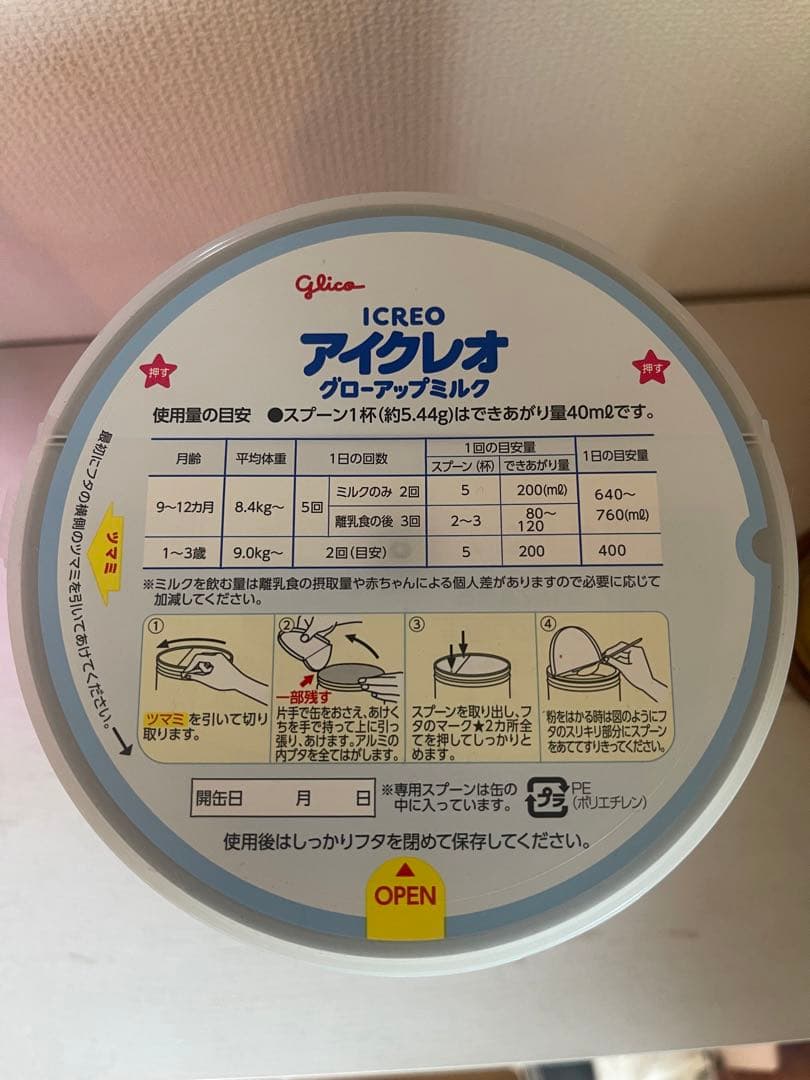 glico
ICREO
アイクレオ
グローアップミルク
押す
押す
使用量の目安 ●スプーン1杯(約5.44g)はできあがり量40mlです。
月齢 平均体重 1日の回数 1回の目安量 1日の目安量
スプーン(杯) できあがり量
9~12カ月 8.4kg~ 5回 ミルクのみ 2回 5 200(ml) 640~
離乳食の後 3回 2~3 80~ 760(ml)
120
1~3歳 9.0kg~ 2回(目安) 5 200 400
※ミルクを飲む量は離乳食の摂取量や赤ちゃんによる個人差がありますので必要に応じて
加減してください。
最初にフタの横側のツマミを引いてあけてください。
ツマミ
①
ツマミを引いて切り
取ります。
②
一部残す
片手で缶をおさえ、あけく
ちを手で持って上に引っ
張り、あけます。アルミの
内ブタを全てはがします。
③
スプーンを取り出し、フ
タのマーク★2カ所全
てを押してしっかりと
めます。
④
粉をはかる時は図のようにフ
タのスリキリ部分にスプーン
をあててすりきってください。
開缶日 月 日
※専用スプーンは缶の
中に入っています。
プラ
PE
(ポリエチレン)
使用後はしっかりフタを閉めて保存してください。
OPEN